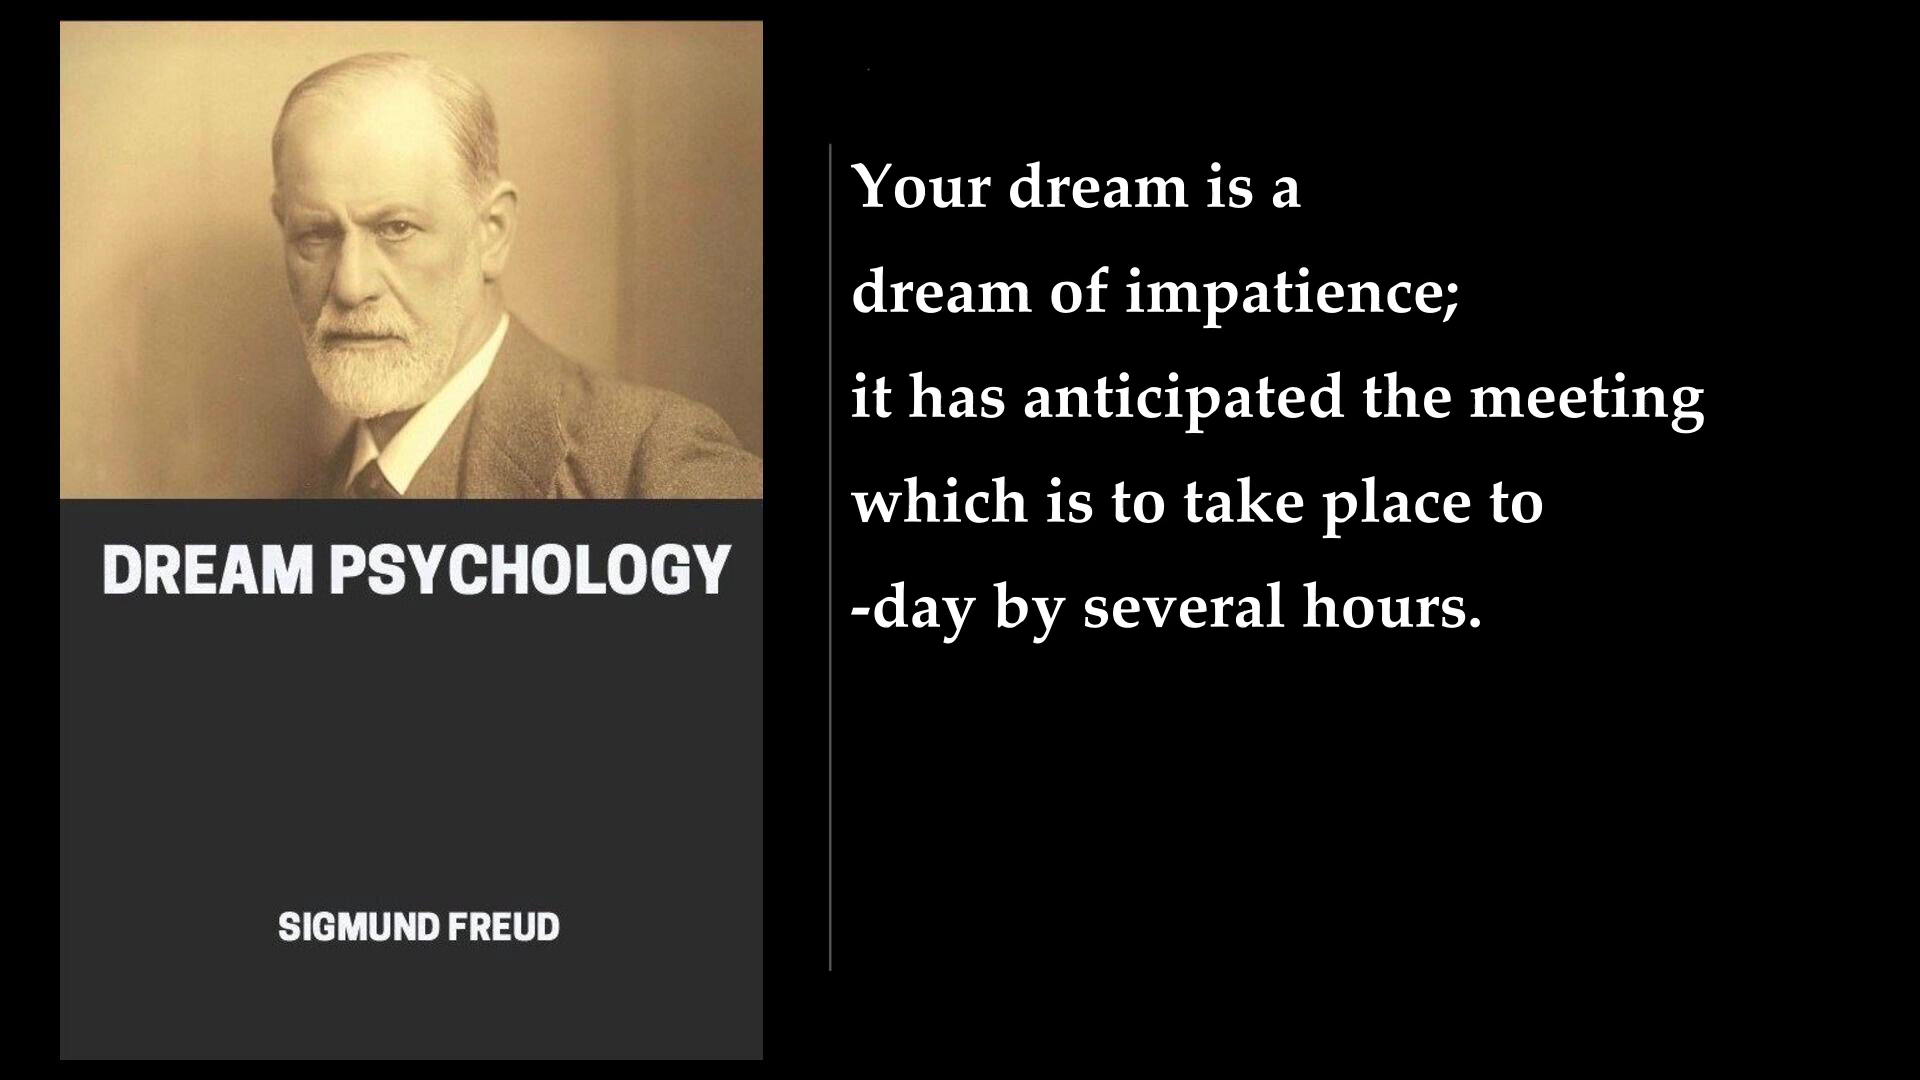 DREAM PSYCHOLOGY
SIGMUND FREUD
Your dream is a
dream of impatience;
it has anticipated the meeting
which is to take place to
-day by several hours.